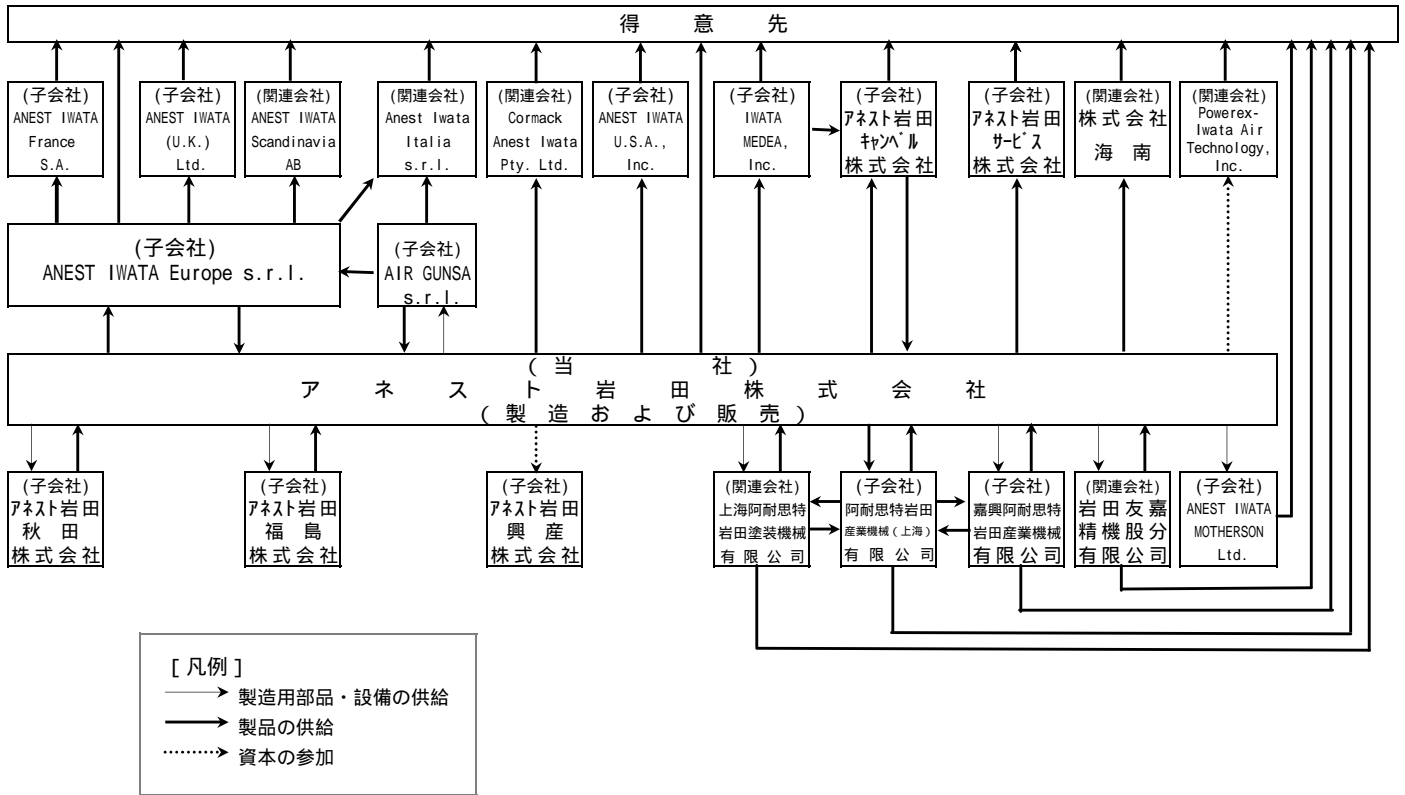 得 意 先
(子会社)
ANEST IWATA
France
S.A.
(子会社)
ANEST IWATA
(U.K.)
Ltd.
(関連会社)
ANEST IWATA
Scandinavia
AB
(関連会社)
Anest Iwata
Italia
s.r.l.
(関連会社)
Cormack
Anest Iwata
Pty. Ltd.
(子会社)
ANEST IWATA
U.S.A.,
Inc.
(子会社)
IWATA
MEDEA,
Inc.
(子会社)
アネスト岩田
キャンベル
株式会社
(子会社)
アネスト岩田
サービス
株式会社
(関連会社)
株式会社
海 南
(関連会社)
Powerex-
Iwata Air
Technology,
Inc.
(子会社)
ANEST IWATA Europe s.r.l.
(子会社)
AIR GUNSA
s.r.l.
(当 社)
アネスト岩田株式会社
(製造および販売)
(子会社)
アネスト岩田
秋 田
株式会社
(子会社)
アネスト岩田
福 島
株式会社
(子会社)
アネスト岩田
興 産
株式会社
(関連会社)
上海阿耐思特
岩田塗装機械
有限公司
(子会社)
阿耐思特岩田
産業機械(上海)
有限公司
(子会社)
嘉興阿耐思特
岩田産業機械
有限公司
(関連会社)
岩田友嘉
精機股分
有限公司
(子会社)
ANEST IWATA
MOTHERSON
Ltd.
[凡例]
製造用部品・設備の供給
製品の供給
資本の参加